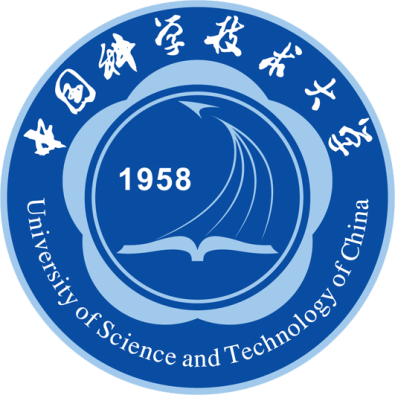 中国科学技术大学
1958
University of Science and Technology of China